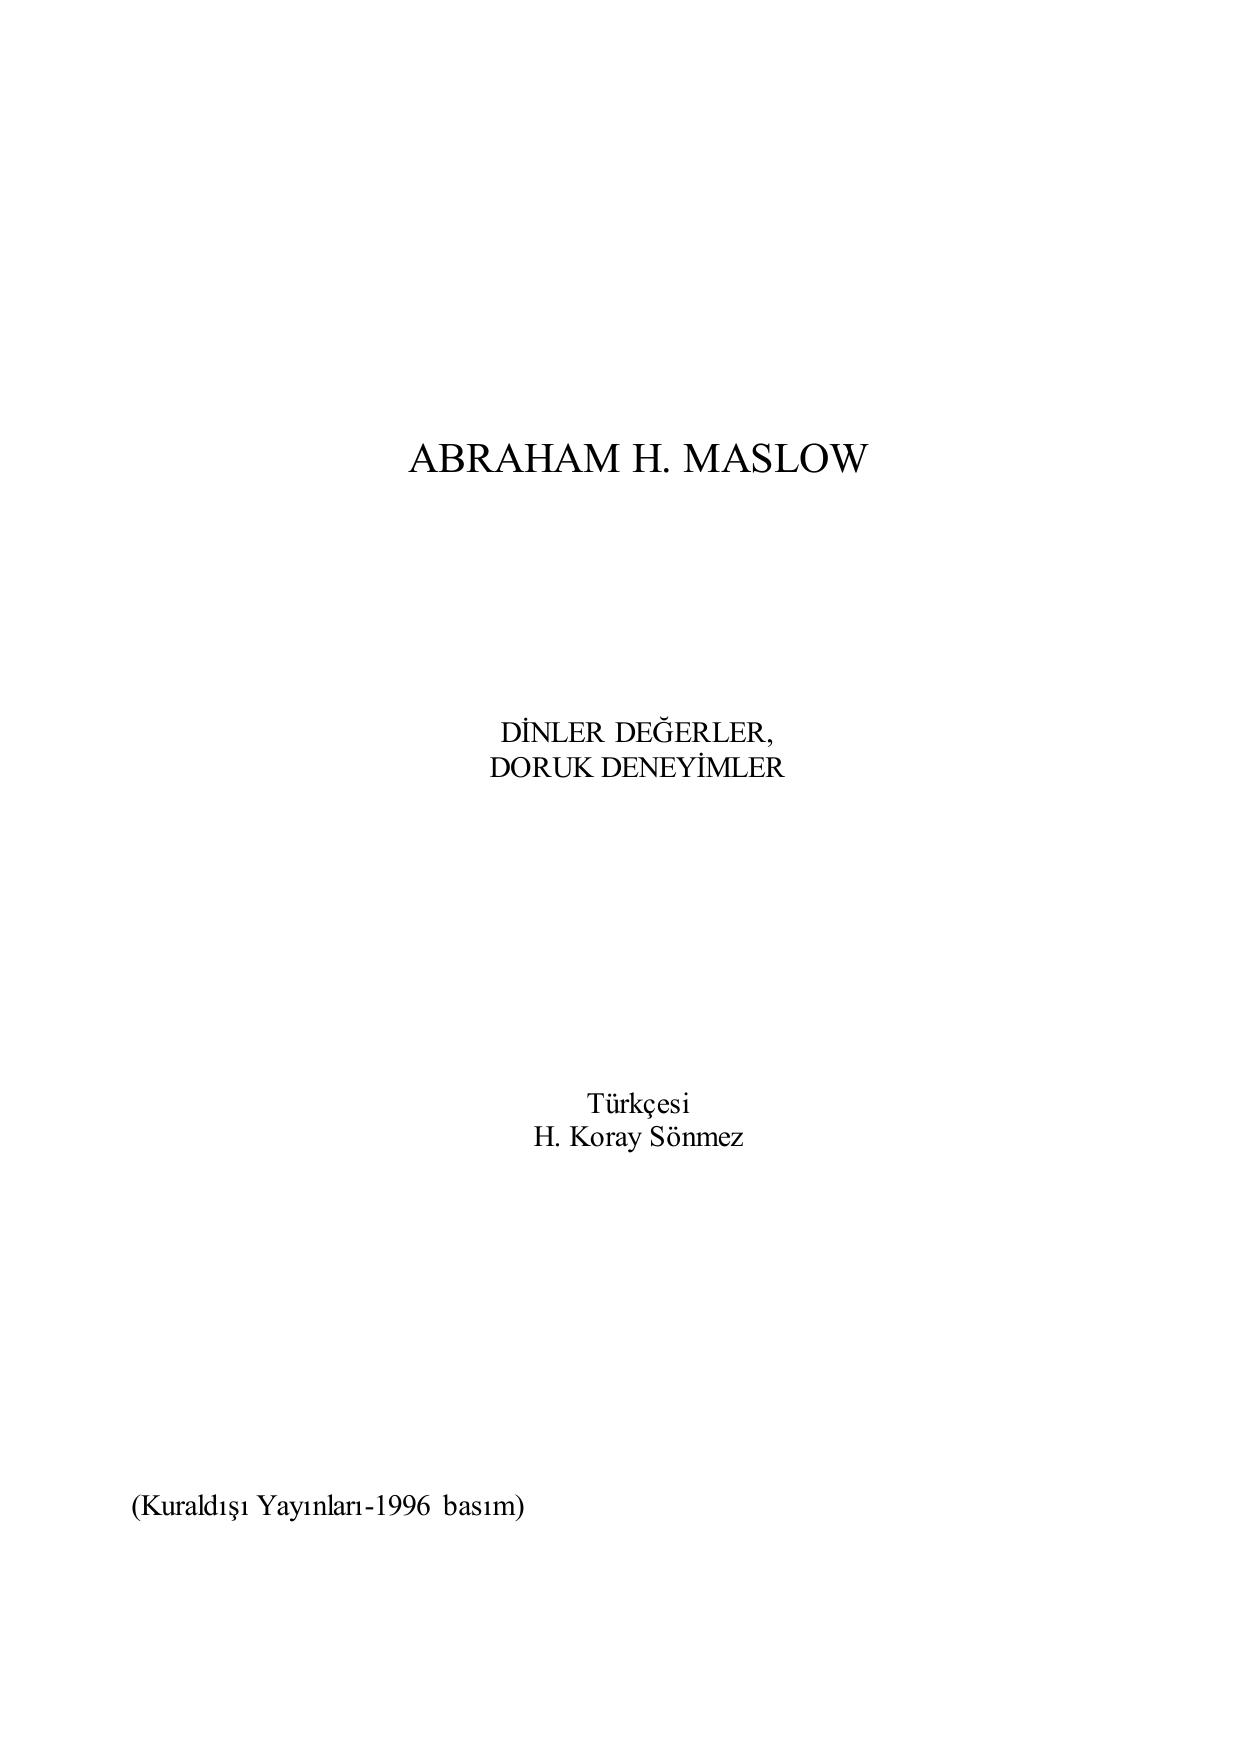 ABRAHAM H. MASLOW
DİNLER DEĞERLER,
DORUK DENEYİMLER
Türkçesi
H. Koray Sönmez
(Kuraldışı Yayınları-1996 basım)